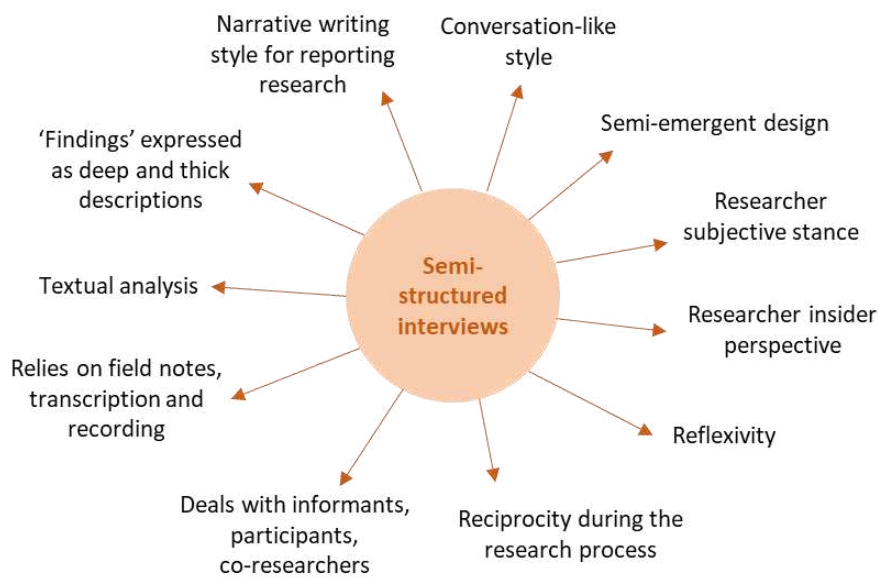 Narrative writing
style for reporting
research
Conversation-like
style
Semi-emergent design
Researcher
subjective stance
Researcher insider
perspective
Reflexivity
Reciprocity during the
research process
Deals with informants,
participants,
co-researchers
Relies on field notes,
transcription and
recording
Textual analysis
‘Findings’ expressed
as deep and thick
descriptions
Semi-
structured
interviews